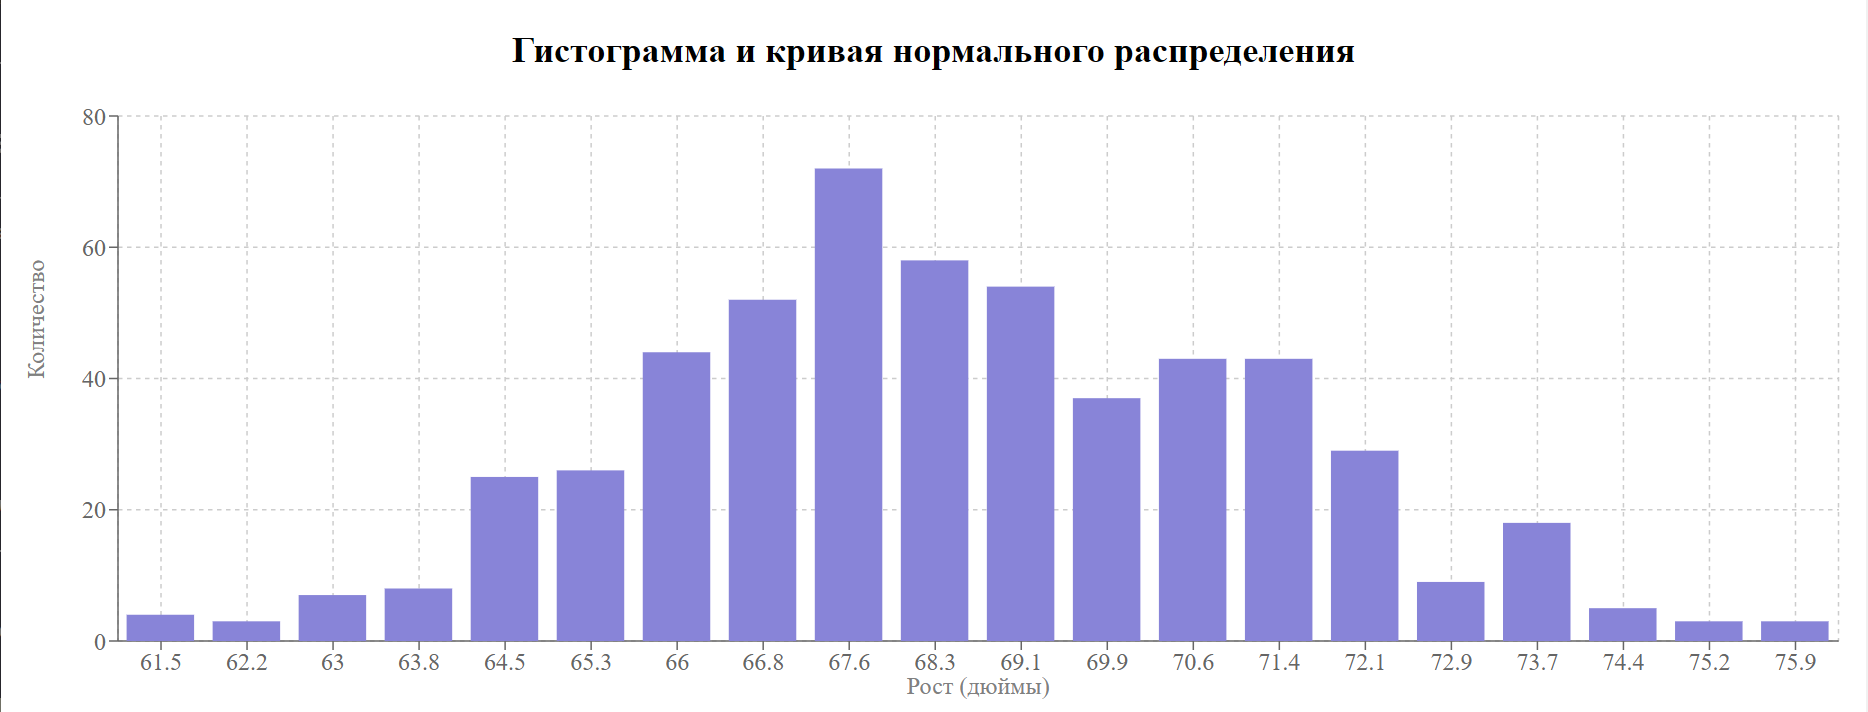 Гистограмма и кривая нормального распределения
80
60
40
20
0
Количество
61.5 62.2 63 63.8 64.5 65.3 66 66.8 67.6 68.3 69.1 69.9 70.6 71.4 72.1 72.9 73.7 74.4 75.2 75.9
Рост (дюймы)